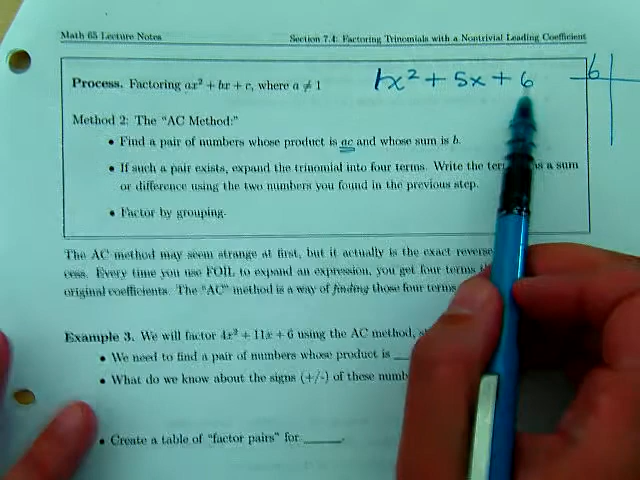 Math 65 Lecture Notes
Section 7.4: Factoring Trinomials with a Nontrivial Leading Coefficient
1x² + 5x + 6
6
Process. Factoring ax² + bx + c, where a ≠ 1
Method 2: The "AC Method:"
• Find a pair of numbers whose product is ac and whose sum is b.
• If such a pair exists, expand the trinomial into four terms. Write the as a sum
or difference using the two numbers you found in the previous step.
• Factor by grouping.
The AC method may seem strange at first, but it actually is the exact reverse
cess. Every time you use FOIL to expand an expression, you get four terms
original coefficients. The "AC" method is a way of finding those four terms
Example 3. We will factor 4x² + 11x + 6 using the AC method,
• We need to find a pair of numbers whose product is
• What do we know about the signs (+/-) of these
• Create a table of "factor pairs" for ______.